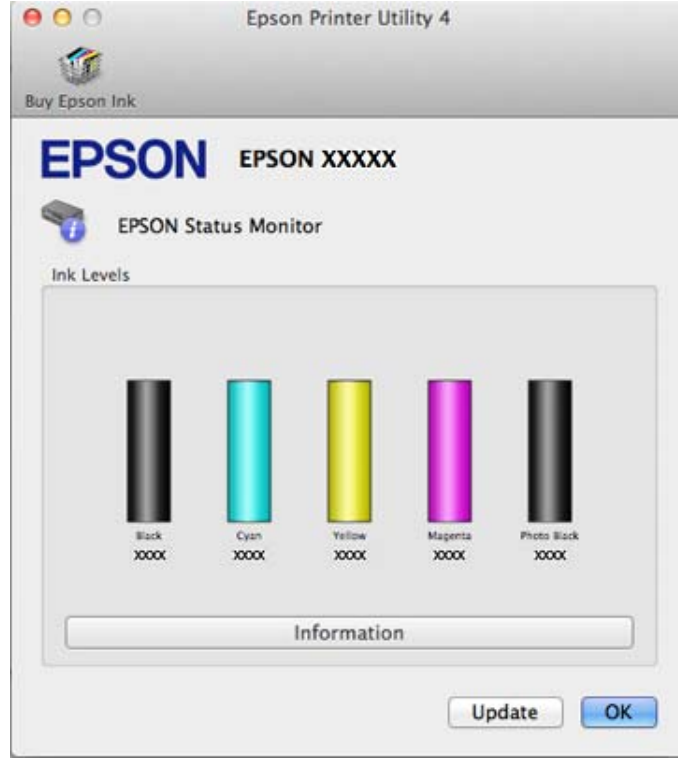 Epson Printer Utility 4
Buy Epson Ink
EPSON EPSON XXXXX
EPSON Status Monitor
Ink Levels
Black Cyan Yellow Magenta Photo Black
XXXX XXXX XXXX XXXX XXXX
Information
Update OK